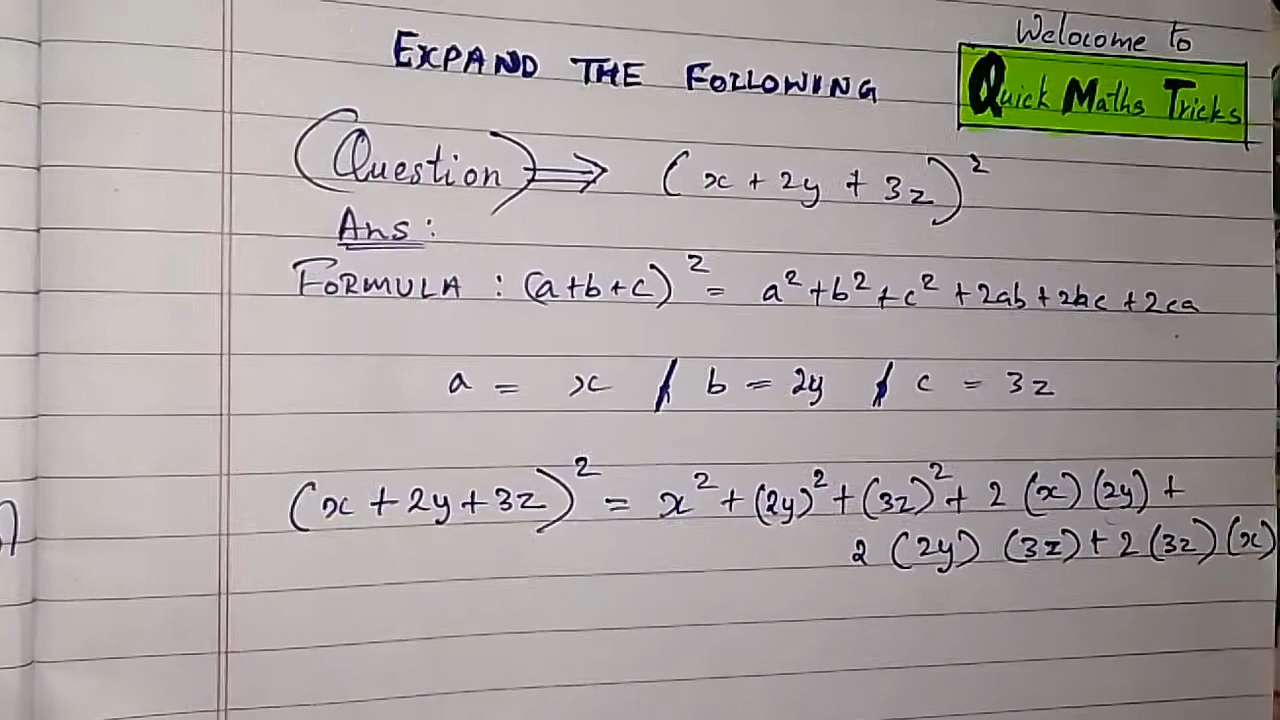 Welocome to
Quick Maths Tricks
EXPAND THE FOLLOWING
(Question) ⇒ (x + 2y + 3z)²
Ans:
FORMULA : (a+b+c)² = a² + b² + c² + 2ab + 2bc + 2ca
a = x / b = 2y / c = 3z
(x + 2y + 3z)² = x² + (2y)² + (3z)² + 2 (x) (2y) +
2 (2y) (3z) + 2 (3z) (x)